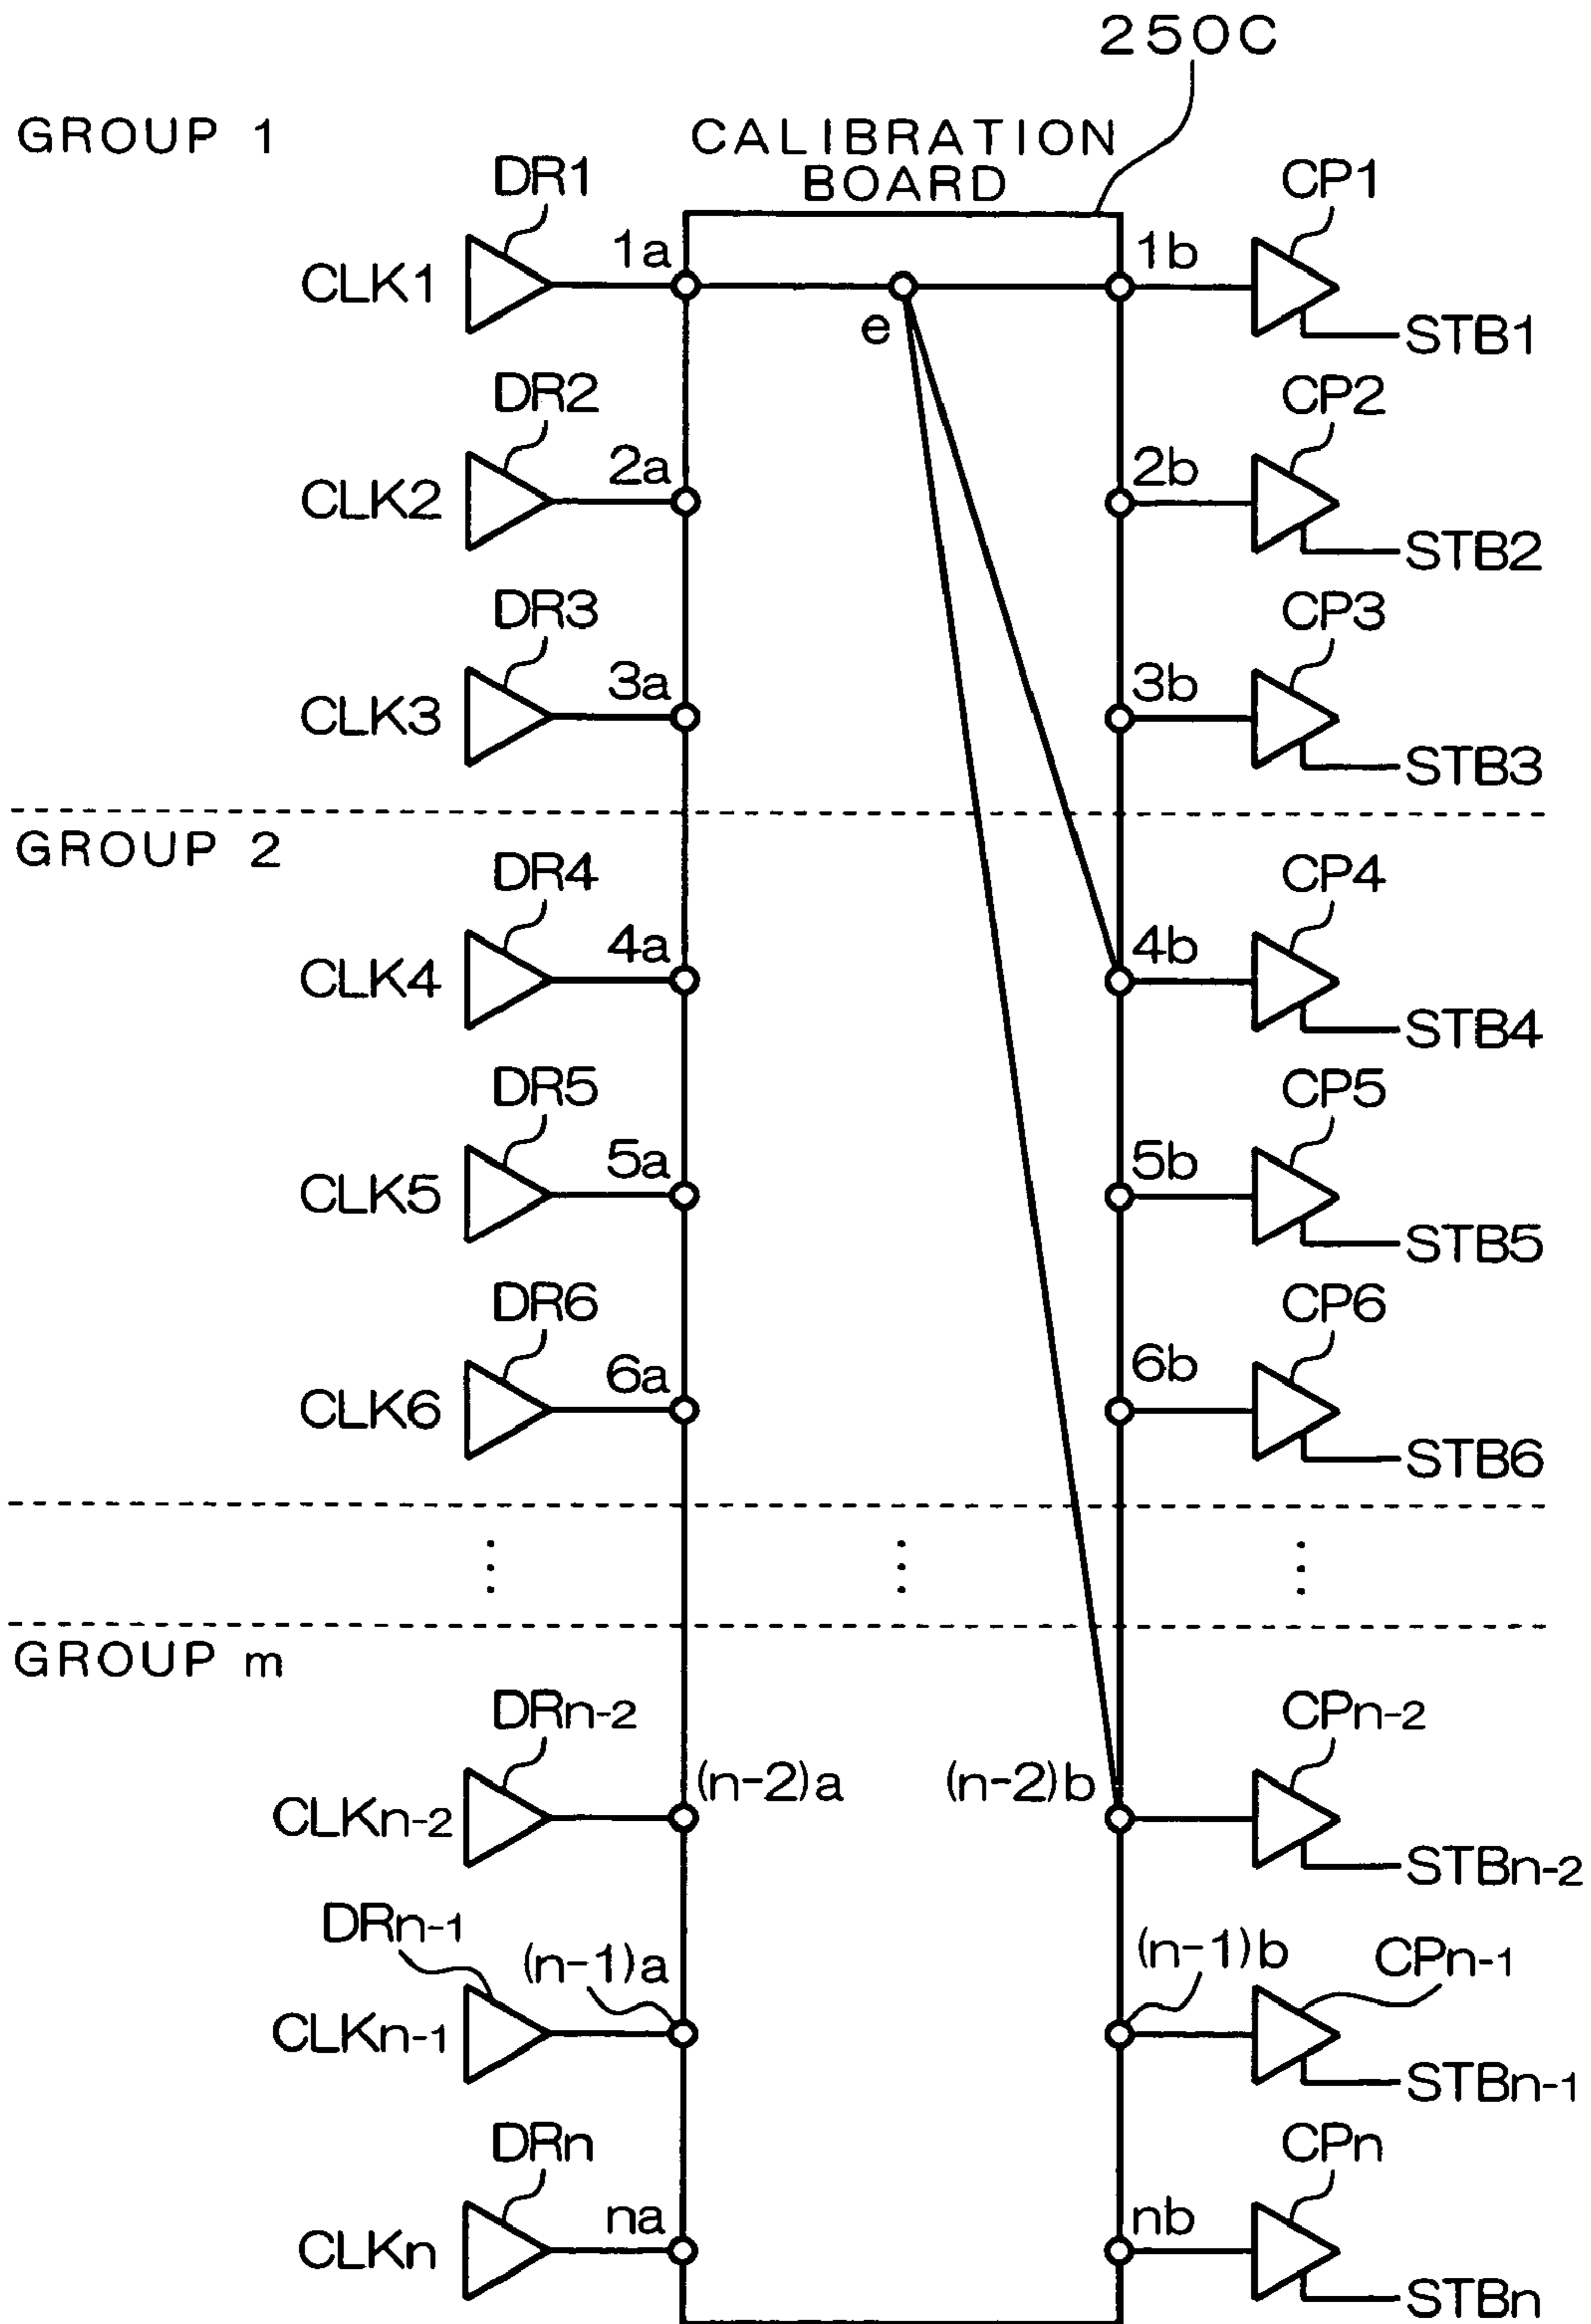 250C
GROUP 1
CALIBRATION
BOARD
DR1
CP1
1a
1b
CLK1
e
STB1
DR2
CP2
2a
2b
CLK2
STB2
DR3
CP3
3a
3b
CLK3
STB3
GROUP 2
DR4
CP4
4a
4b
CLK4
STB4
DR5
CP5
5a
5b
CLK5
STB5
DR6
CP6
6a
6b
CLK6
STB6
GROUP m
DRn-2
CPn-2
(n-2)a
(n-2)b
CLKn-2
STBn-2
DRn-1
CPn-1
(n-1)a
(n-1)b
CLKn-1
STBn-1
DRn
CPn
na
nb
CLKn
STBn